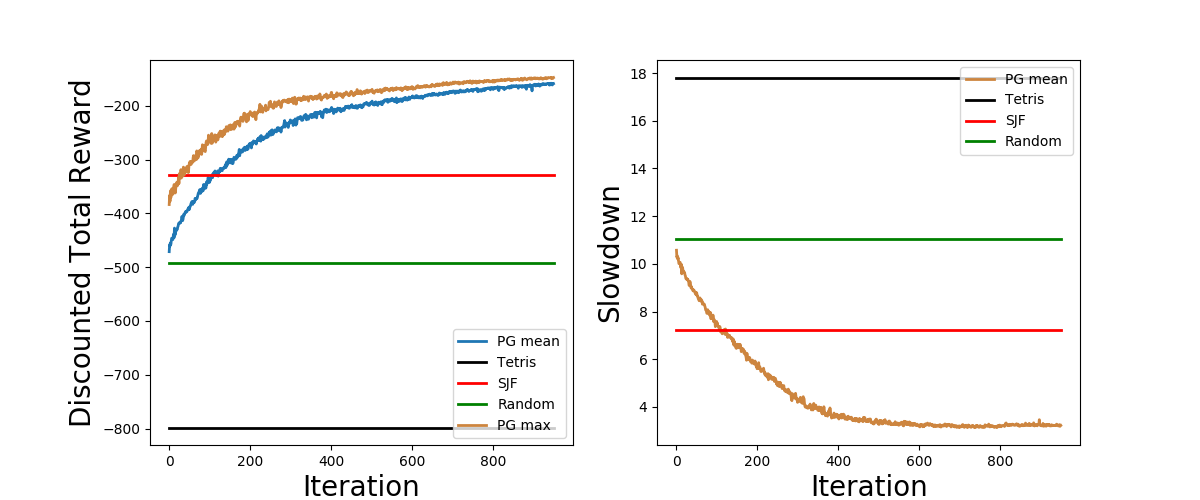 Discounted Total Reward
−200
−300
−400
−500
−600
−700
−800
0 200 400 600 800
Iteration
PG mean
Tetris
SJF
Random
PG max
Slowdown
18
16
14
12
10
8
6
4
0 200 400 600 800
Iteration
PG mean
Tetris
SJF
Random